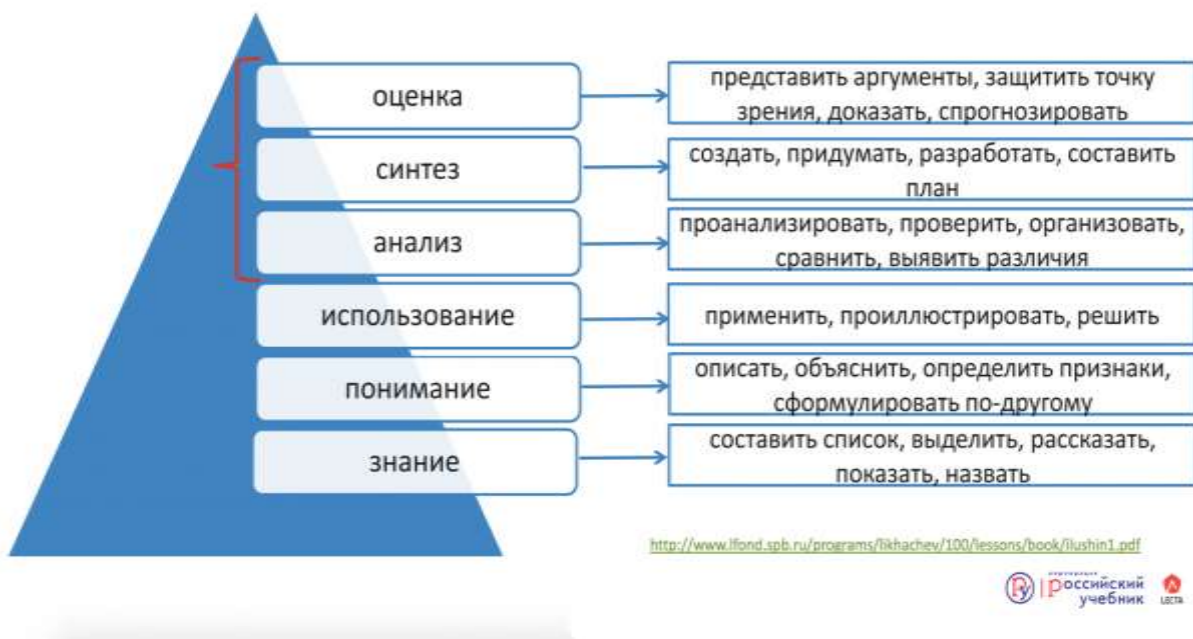 оценка
представить аргументы, защитить точку
зрения, доказать, спрогнозировать
синтез
создать, придумать, разработать, составить
план
анализ
проанализировать, проверить, организовать,
сравнить, выявить различия
использование
применить, проиллюстрировать, решить
понимание
описать, объяснить, определить признаки,
сформулировать по-другому
знание
составить список, выделить, рассказать,
показать, назвать
http://www.lfond.spb.ru/programs/likhachev/100/lessons/book/ilushin1.pdf
российский
учебник
LECTA